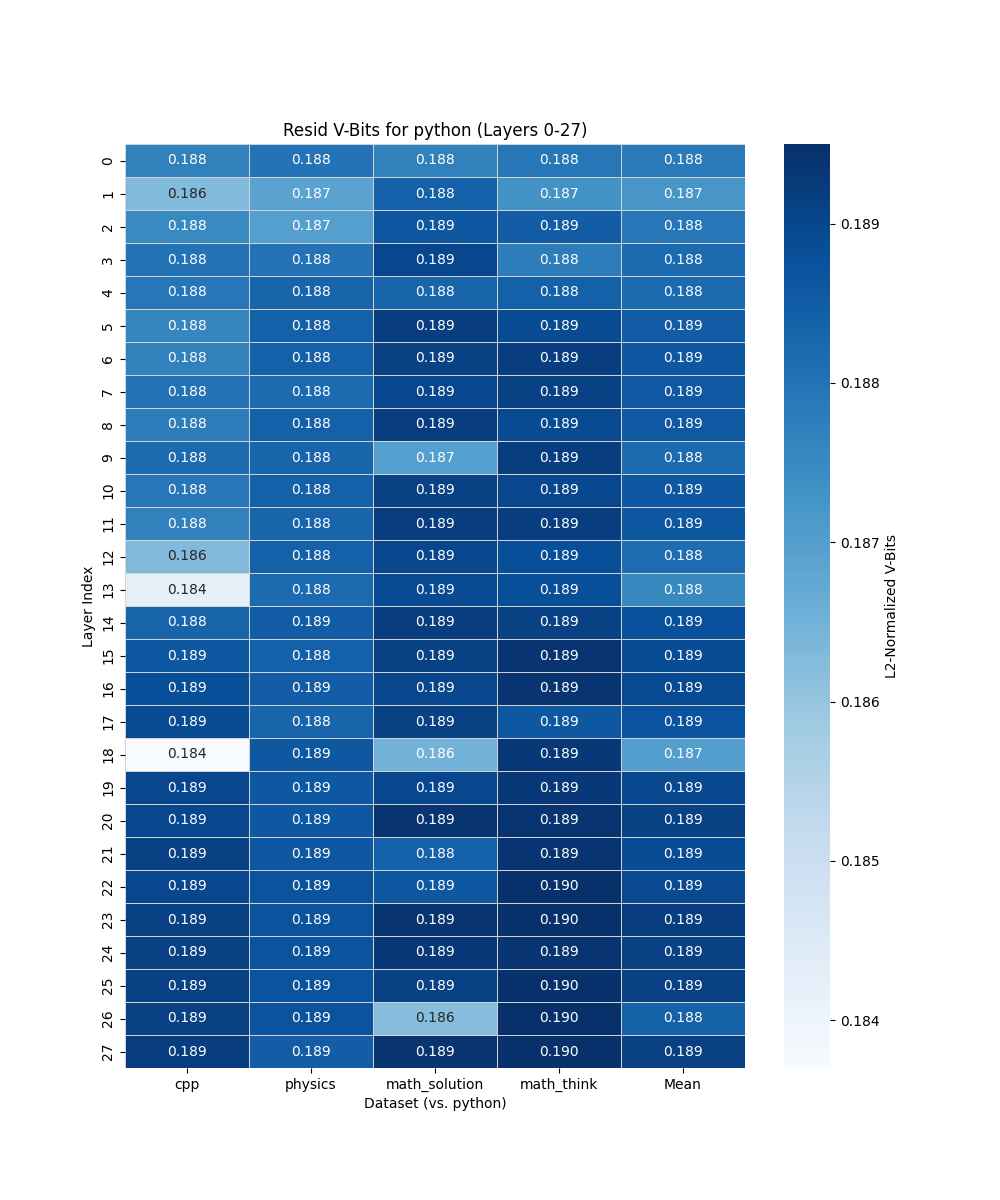 Resid V-Bits for python (Layers 0-27)
0 0.188 0.188 0.188 0.188 0.188
1 0.186 0.187 0.188 0.187 0.187
2 0.188 0.187 0.189 0.189 0.188
3 0.188 0.188 0.189 0.188 0.188
4 0.188 0.188 0.188 0.188 0.188
5 0.188 0.188 0.189 0.189 0.189
6 0.188 0.188 0.189 0.189 0.189
7 0.188 0.188 0.189 0.189 0.189
8 0.188 0.188 0.189 0.189 0.189
9 0.188 0.188 0.187 0.189 0.188
10 0.188 0.188 0.189 0.189 0.189
11 0.188 0.188 0.189 0.189 0.189
12 0.186 0.188 0.189 0.189 0.188
13 0.184 0.188 0.189 0.189 0.188
14 0.188 0.189 0.189 0.189 0.189
15 0.189 0.189 0.189 0.189 0.189
16 0.189 0.189 0.189 0.189 0.189
17 0.189 0.188 0.189 0.189 0.189
18 0.184 0.189 0.186 0.189 0.187
19 0.189 0.189 0.189 0.189 0.189
20 0.189 0.189 0.189 0.189 0.189
21 0.189 0.189 0.188 0.189 0.189
22 0.189 0.189 0.189 0.190 0.189
23 0.189 0.189 0.189 0.190 0.189
24 0.189 0.189 0.189 0.189 0.189
25 0.189 0.189 0.189 0.190 0.189
26 0.189 0.189 0.186 0.190 0.188
27 0.189 0.189 0.189 0.190 0.189
cpp physics math_solution math_think Mean
Dataset (vs. python)
Layer Index
0.189
0.188
0.187
0.186
0.185
0.184
L2-Normalized V-Bits